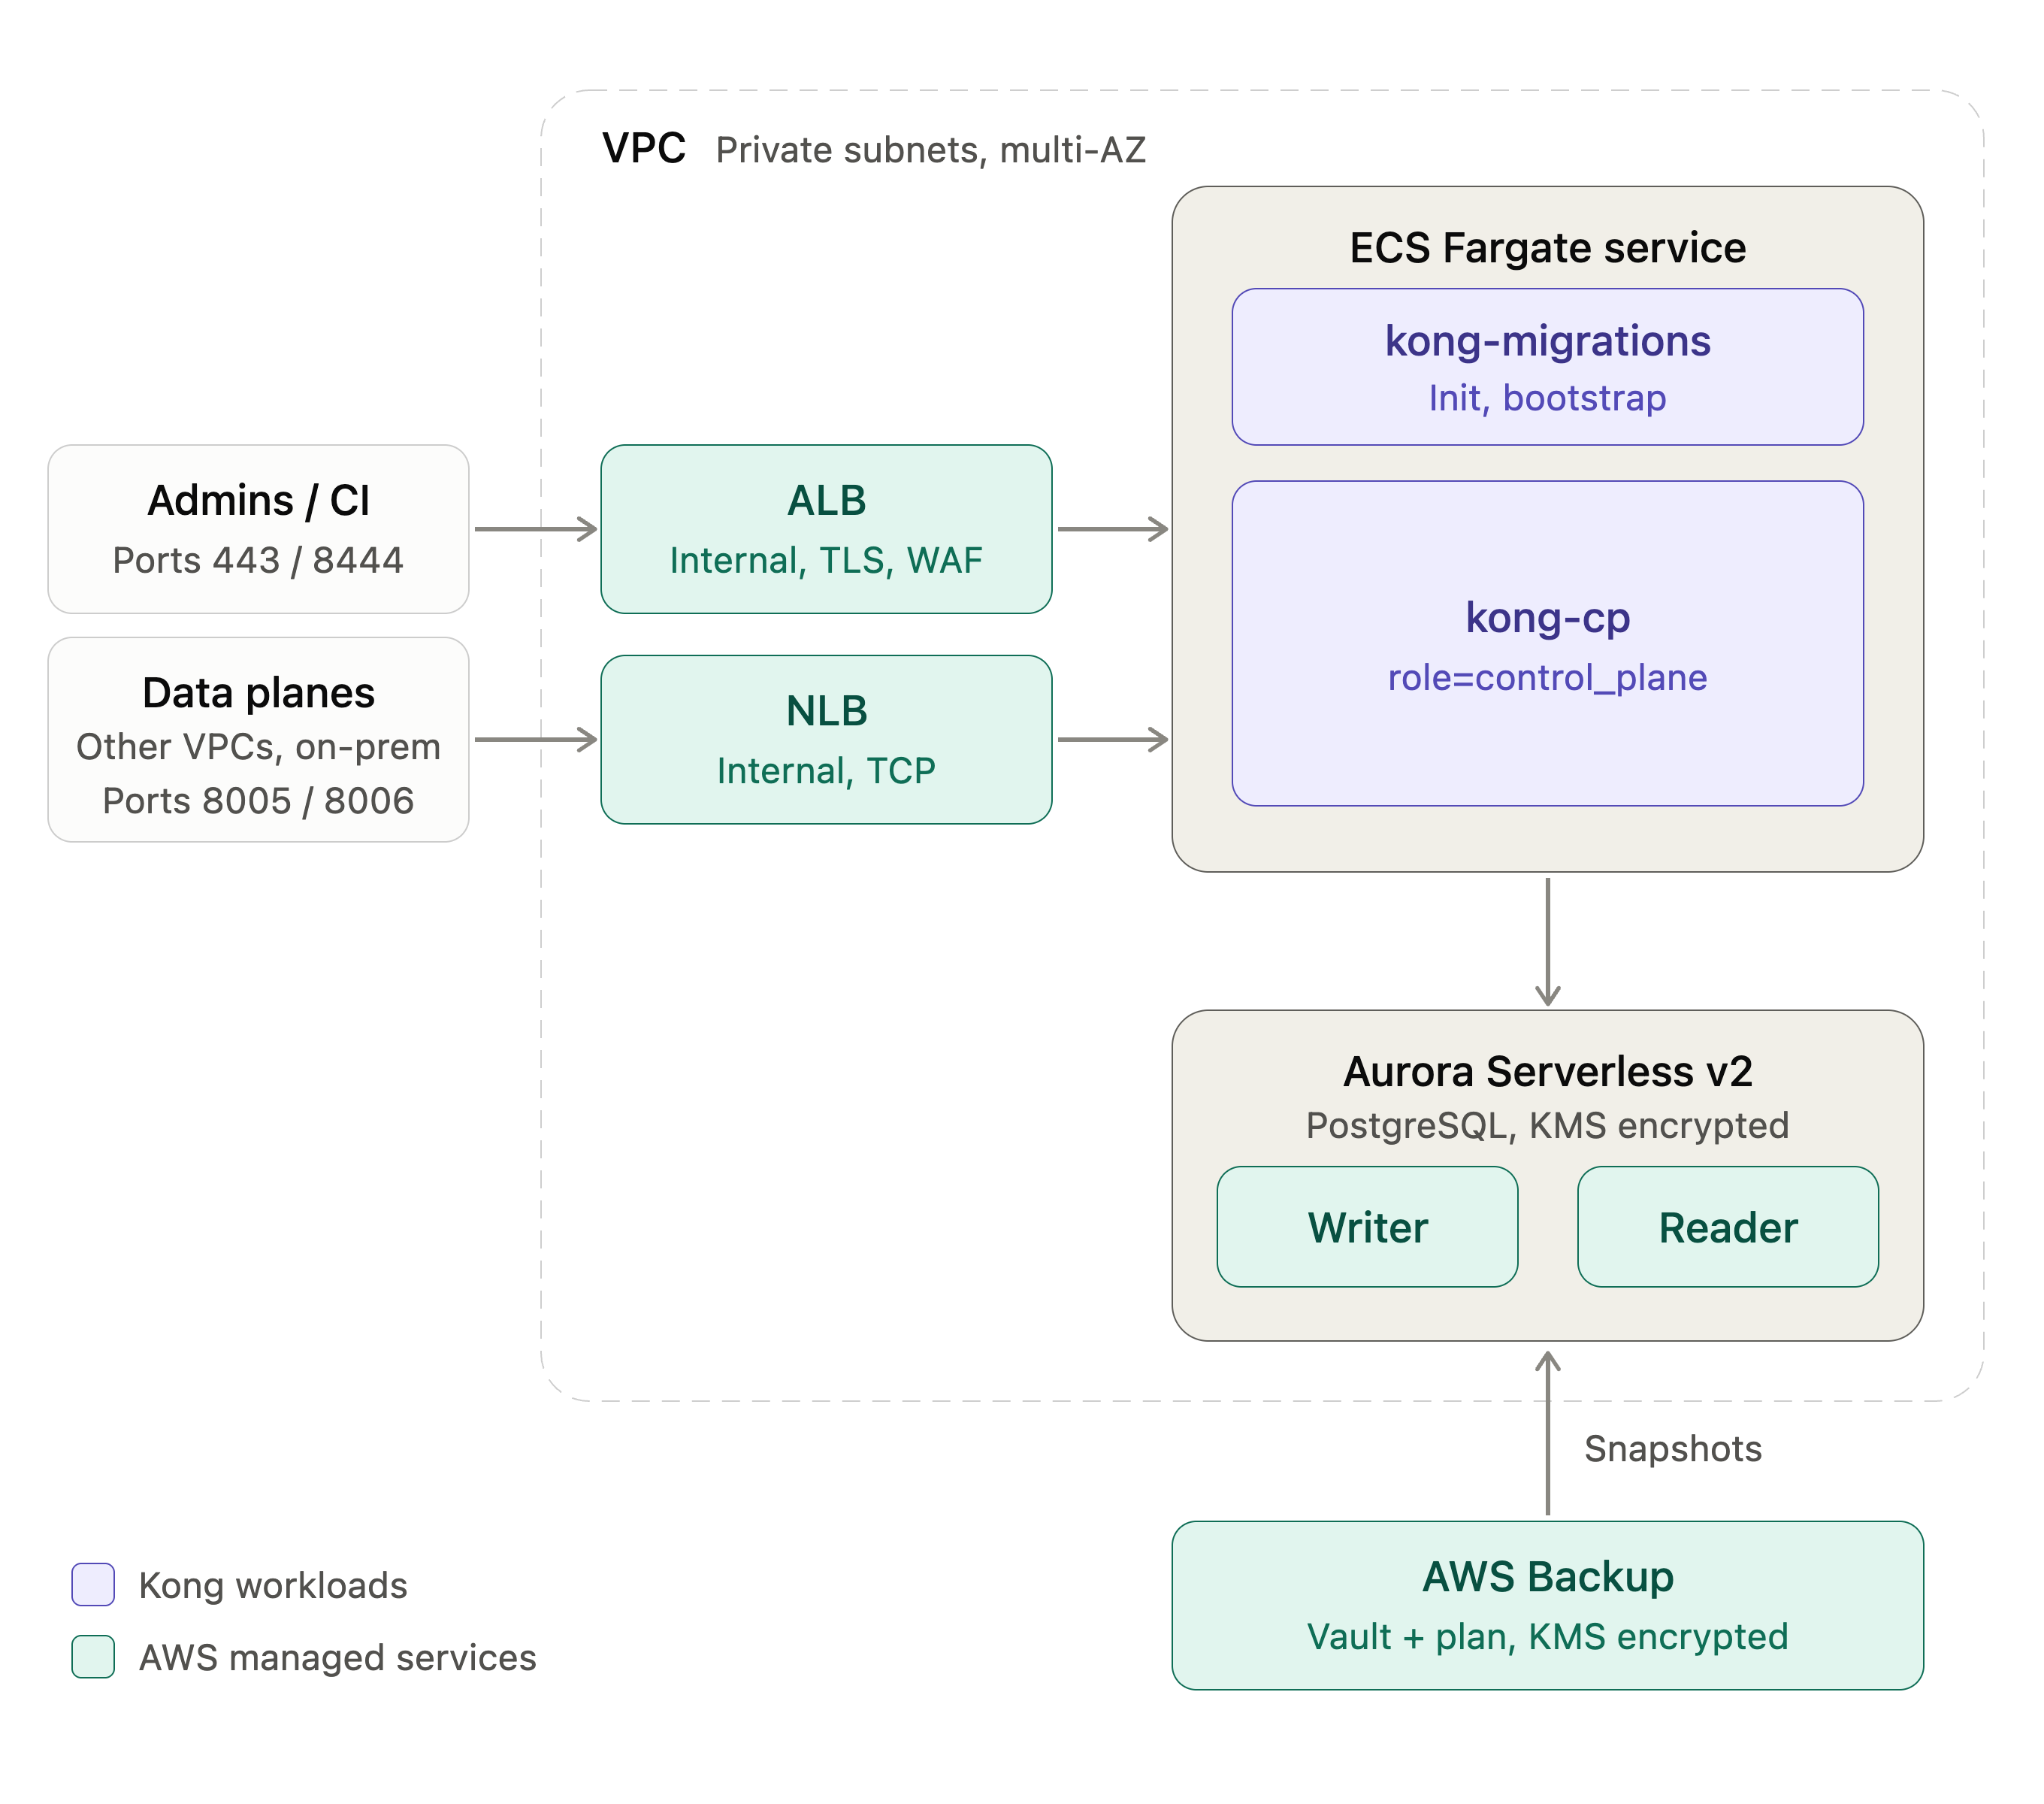 VPC Private subnets, multi-AZ
ECS Fargate service
kong-migrations
Init, bootstrap
Admins / CI
Ports 443 / 8444
ALB
Internal, TLS, WAF
kong-cp
role=control_plane
Data planes
Other VPCs, on-prem
Ports 8005 / 8006
NLB
Internal, TCP
Aurora Serverless v2
PostgreSQL, KMS encrypted
Writer
Reader
Snapshots
AWS Backup
Vault + plan, KMS encrypted
Kong workloads
AWS managed services